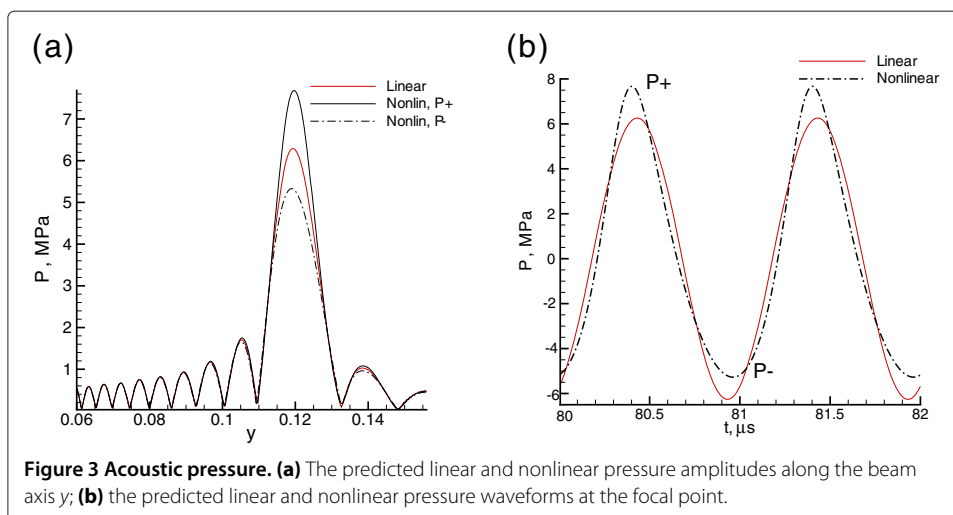 (a)
Linear
Nonlin, P+
Nonlin, P-
7
6
5
4
3
2
1
0
P , MPa
0.06
0.08
0.10
0.12
0.14
y
(b)
Linear
Nonlinear
P+
P-
8
6
4
2
0
-2
-4
-6
P, MPa
80
80.5
81
81.5
82
t, μs
Figure 3 Acoustic pressure. (a) The predicted linear and nonlinear pressure amplitudes along the beam
axis y; (b) the predicted linear and nonlinear pressure waveforms at the focal point.